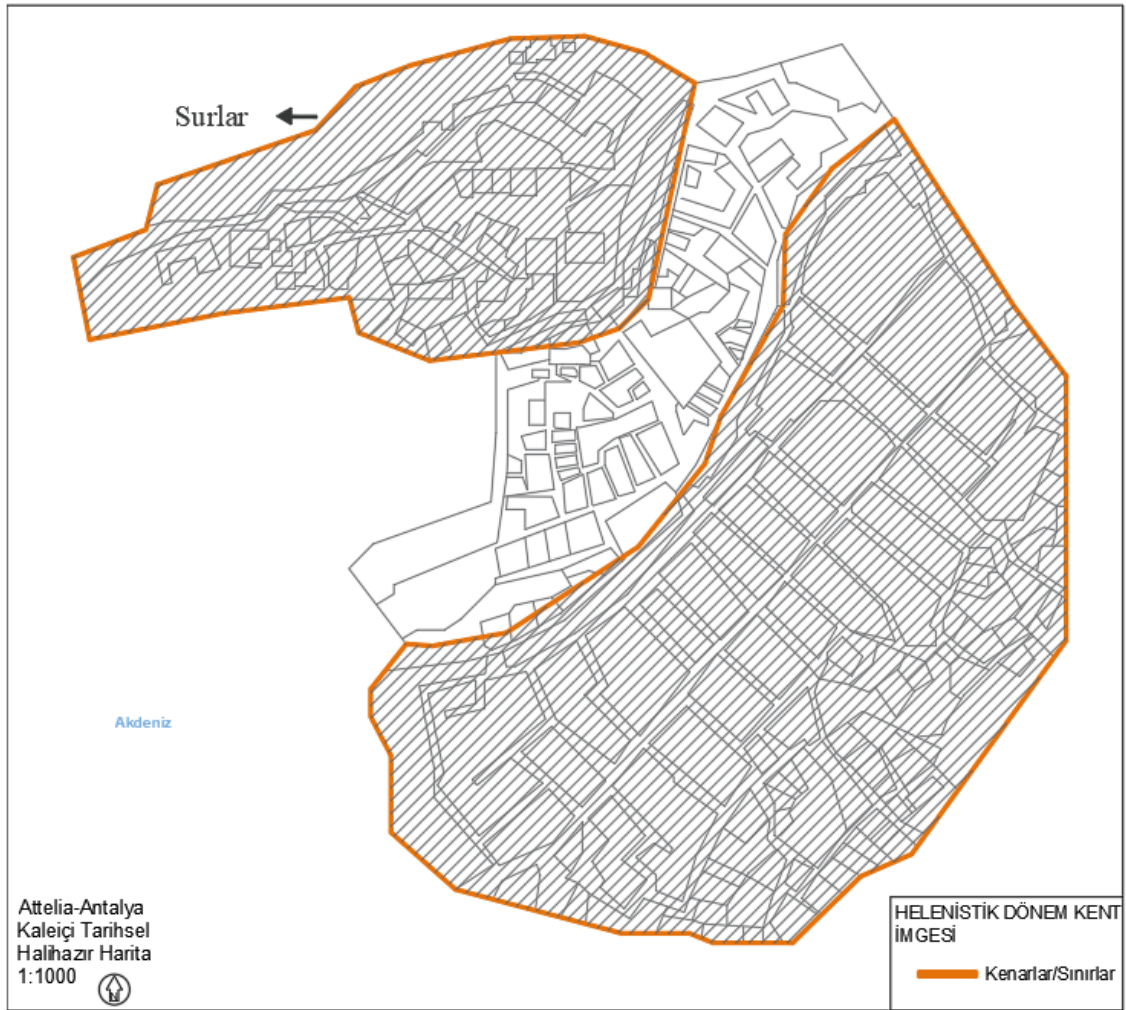 Surlar
Akdeniz
Attelia-Antalya
Kaleiçi Tarihsel
Halihazır Harita
1:1000
N
HELENİSTİK DÖNEM KENT
İMGESİ
Kenarlar/Sınırlar